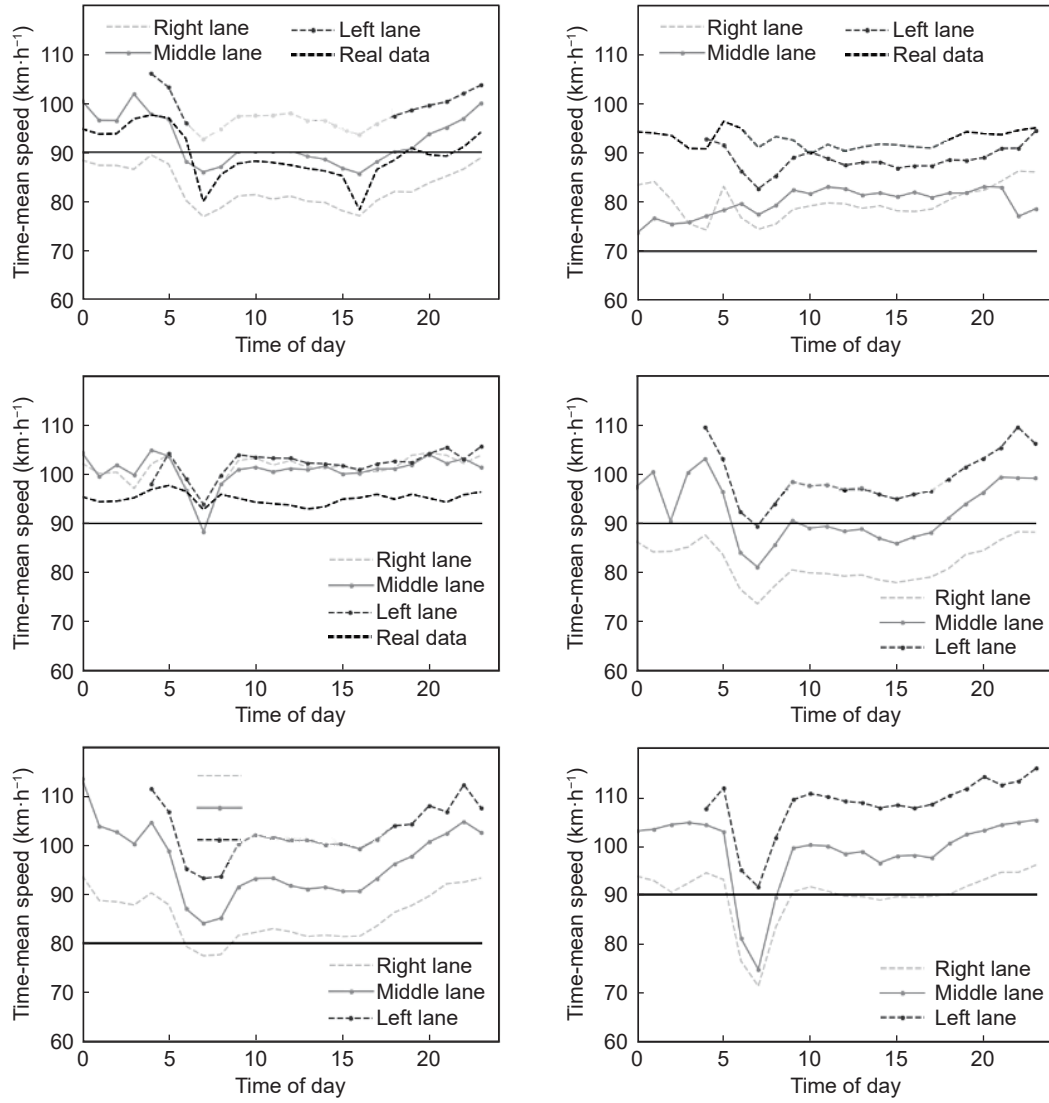 Right lane
Middle lane
Left lane
Real data
Time-mean speed (km·h⁻¹)
110
100
90
80
70
60
0 5 10 15 20
Time of day
Right lane
Middle lane
Left lane
Real data
Time-mean speed (km·h⁻¹)
110
100
90
80
70
60
0 5 10 15 20
Time of day
Time-mean speed (km·h⁻¹)
110
100
90
80
70
60
Right lane
Middle lane
Left lane
Real data
0 5 10 15 20
Time of day
Time-mean speed (km·h⁻¹)
110
100
90
80
70
60
Right lane
Middle lane
Left lane
0 5 10 15 20
Time of day
Time-mean speed (km·h⁻¹)
110
100
90
80
70
60
Right lane
Middle lane
Left lane
0 5 10 15 20
Time of day
Time-mean speed (km·h⁻¹)
110
100
90
80
70
60
Right lane
Middle lane
Left lane
0 5 10 15 20
Time of day